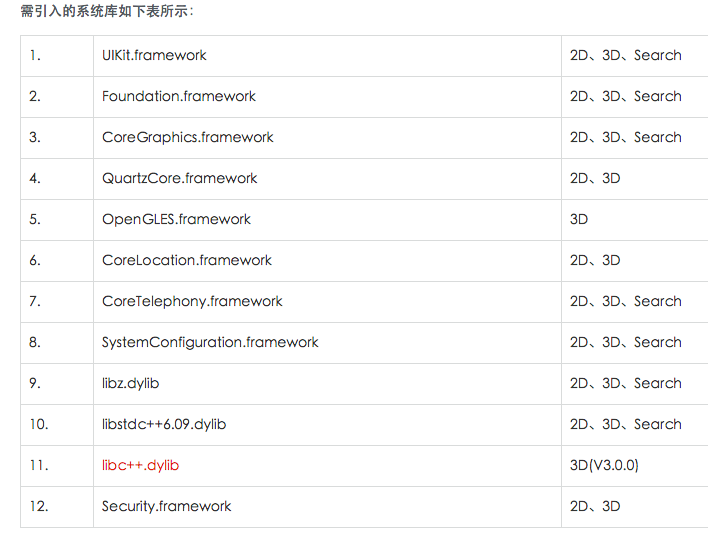 需引入的系统库如下表所示:
1. UIKit.framework 2D、3D、Search
2. Foundation.framework 2D、3D、Search
3. CoreGraphics.framework 2D、3D、Search
4. QuartzCore.framework 2D、3D
5. OpenGLES.framework 3D
6. CoreLocation.framework 2D、3D
7. CoreTelephony.framework 2D、3D、Search
8. SystemConfiguration.framework 2D、3D、Search
9. libz.dylib 2D、3D、Search
10. libstdc++6.09.dylib 2D、3D、Search
11. libc++.dylib 3D(V3.0.0)
12. Security.framework 2D、3D